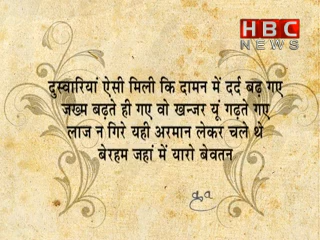 HBC
NEWS
दुस्वारियां ऐसी मिली कि दामन में दर्द बढ़ गए
जख्म बढ़ते ही गए वो खन्जर यूं गढ़ते गए
लाज न गिरे यही अरमान लेकर चले थे
बेरहम जहां में यारो बेवतन